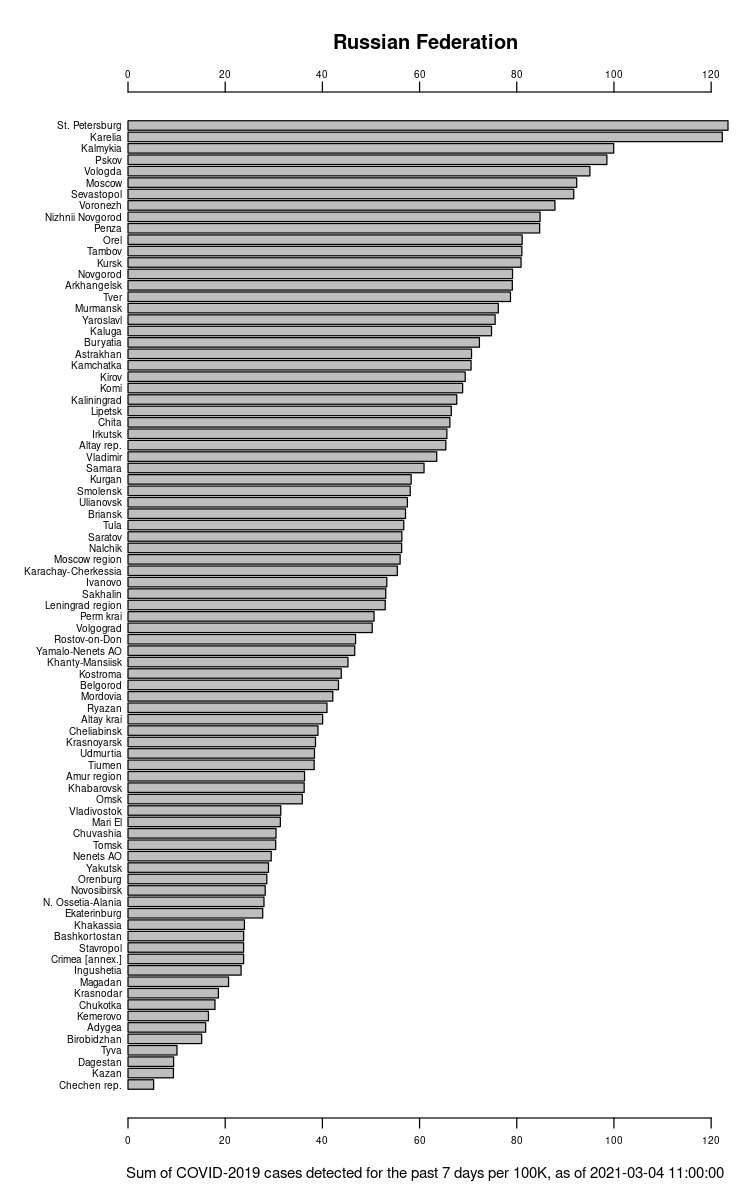 Russian Federation
0 20 40 60 80 100 120
St. Petersburg
Karelia
Kalmykia
Pskov
Vologda
Moscow
Sevastopol
Voronezh
Nizhnii Novgorod
Penza
Orel
Tambov
Kursk
Novgorod
Arkhangelsk
Tver
Murmansk
Yaroslavl
Kaluga
Buryatia
Astrakhan
Kamchatka
Kirov
Komi
Kaliningrad
Lipetsk
Chita
Irkutsk
Altay rep.
Vladimir
Samara
Kurgan
Smolensk
Ulianovsk
Briansk
Tula
Saratov
Nalchik
Moscow region
Karachay-Cherkessia
Ivanovo
Sakhalin
Leningrad region
Perm krai
Volgograd
Rostov-on-Don
Yamalo-Nenets AO
Khanty-Mansiisk
Kostroma
Belgorod
Mordovia
Ryazan
Altay krai
Cheliabinsk
Krasnoyarsk
Udmurtia
Tiumen
Amur region
Khabarovsk
Omsk
Vladivostok
Mari El
Chuvashia
Tomsk
Nenets AO
Yakutsk
Orenburg
Novosibirsk
N. Ossetia-Alania
Ekaterinburg
Khakassia
Bashkortostan
Stavropol
Crimea [annex.]
Ingushetia
Magadan
Krasnodar
Chukotka
Kemerovo
Adygea
Birobidzhan
Tyva
Dagestan
Kazan
Chechen rep.
0 20 40 60 80 100 120
Sum of COVID-2019 cases detected for the past 7 days per 100K, as of 2021-03-04 11:00:00